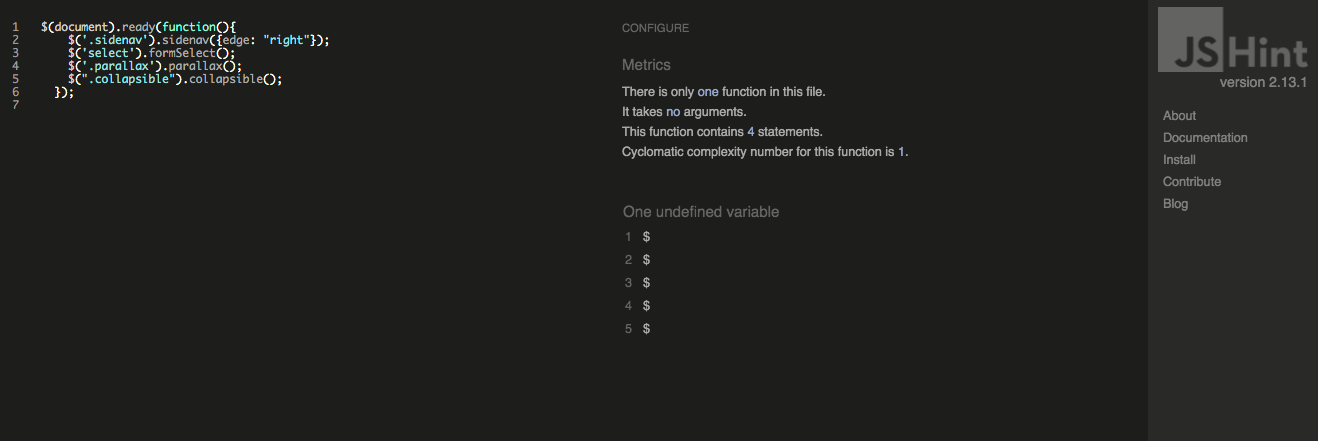 1 $(document).ready(function(){
2 $('.sidenav').sidenav({edge: "right"});
3 $('select').formSelect();
4 $('.parallax').parallax();
5 $(".collapsible").collapsible();
6 });
7
CONFIGURE
Metrics
There is only one function in this file.
It takes no arguments.
This function contains 4 statements.
Cyclomatic complexity number for this function is 1.
One undefined variable
1 $
2 $
3 $
4 $
5 $
JSHint
version 2.13.1
About
Documentation
Install
Contribute
Blog